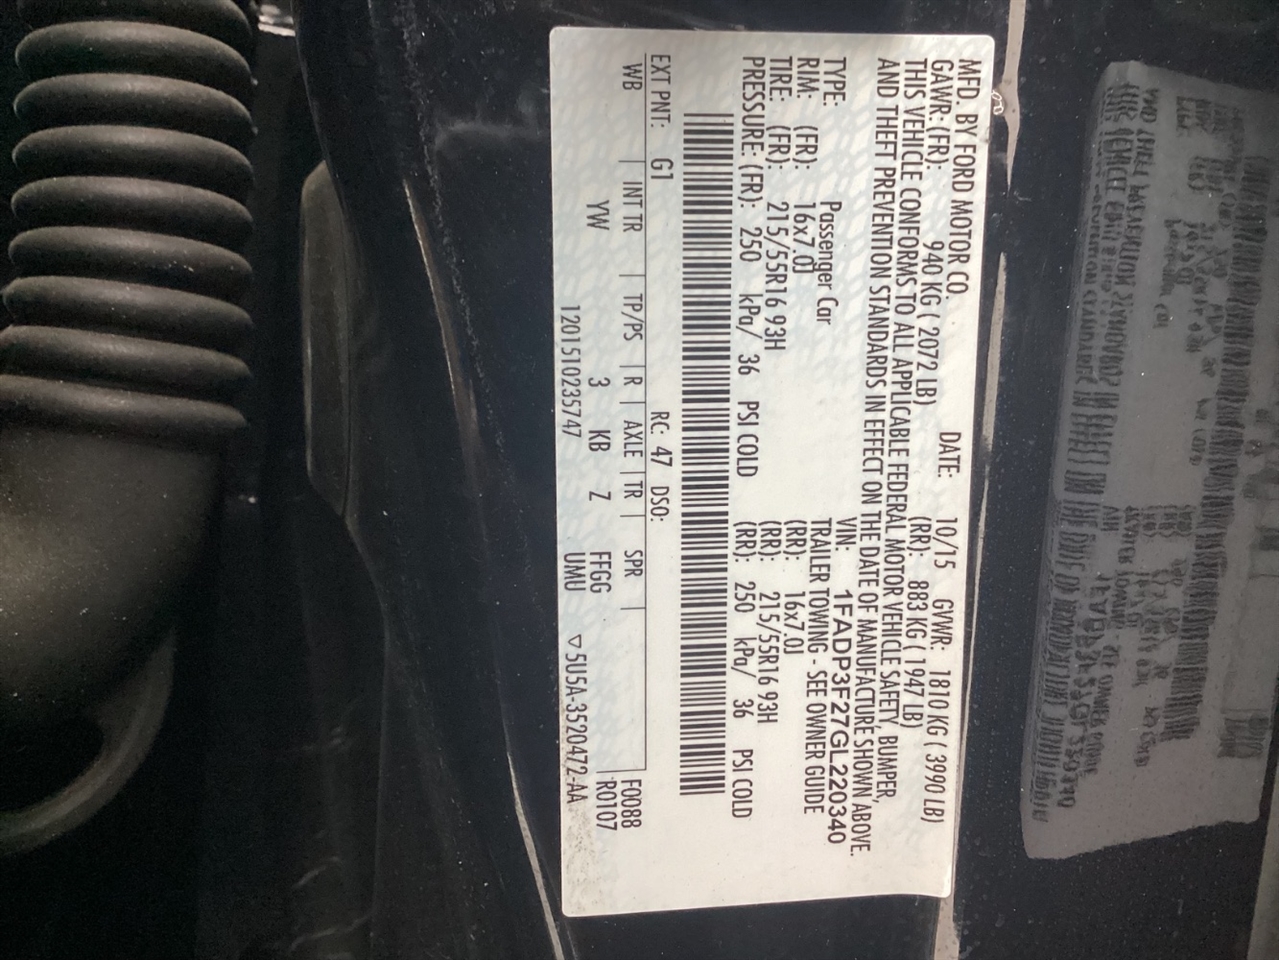 MFD. BY FORD MOTOR CO. DATE: 10/15 GVWR: 1810 KG ( 3990 LB)
GAWR: (FR): 940 KG ( 2072 LB) (RR): 883 KG ( 1947 LB)
THIS VEHICLE CONFORMS TO ALL APPLICABLE FEDERAL MOTOR VEHICLE SAFETY, BUMPER,
AND THEFT PREVENTION STANDARDS IN EFFECT ON THE DATE OF MANUFACTURE SHOWN ABOVE.
VIN: 1FADP3F27GL220340
TYPE: Passenger Car TRAILER TOWING - SEE OWNER GUIDE
RIM: (FR): 16x7.0J (RR): 16x7.0J
TIRE: (FR): 215/55R16 93H (RR): 215/55R16 93H
PRESSURE: (FR): 250 kPa/ 36 PSI COLD (RR): 250 kPa/ 36 PSI COLD
EXT PNT: G1 RC: 47 DSO: F0088
WB INT TR TP/PS R AXLE TR SPR R0107
YW 3 KB Z FFGG
1201510235747 UMU ▽5U5A-3520472-AA